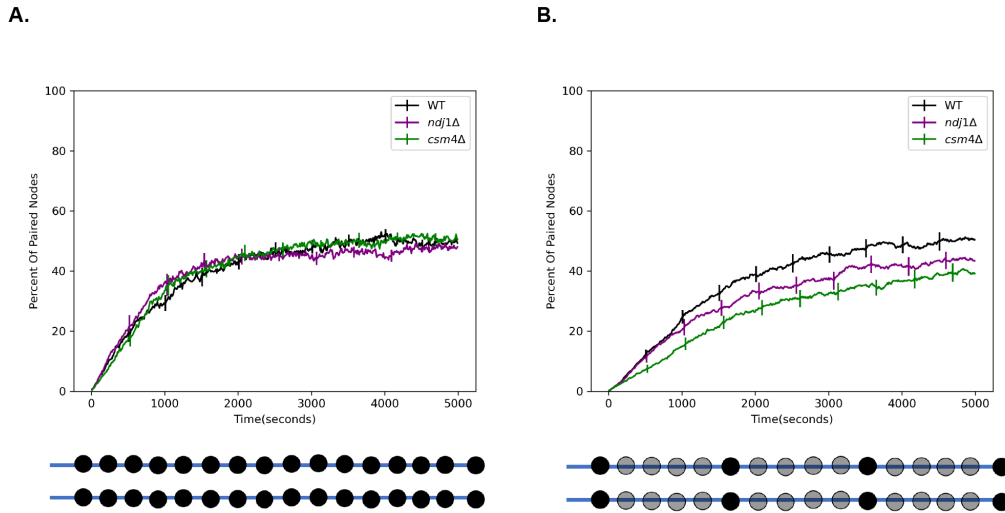 A.
B.
100
80
60
40
20
0
Percent Of Paired Nodes
WT
ndj1Δ
csm4Δ
0 1000 2000 3000 4000 5000
Time(seconds)
100
80
60
40
20
0
Percent Of Paired Nodes
WT
ndj1Δ
csm4Δ
0 1000 2000 3000 4000 5000
Time(seconds)